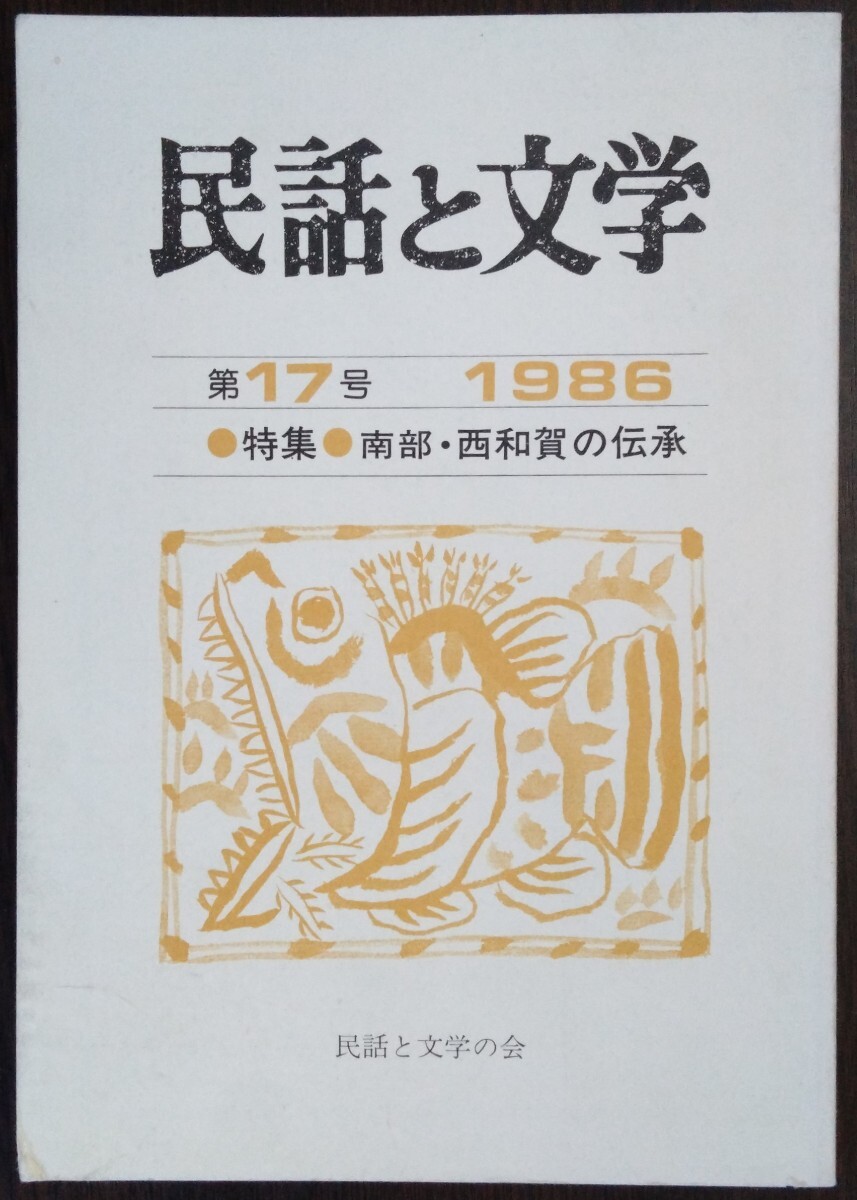 民話と文学
第17号 1986
●特集●南部・西和賀の伝承
民話と文学の会